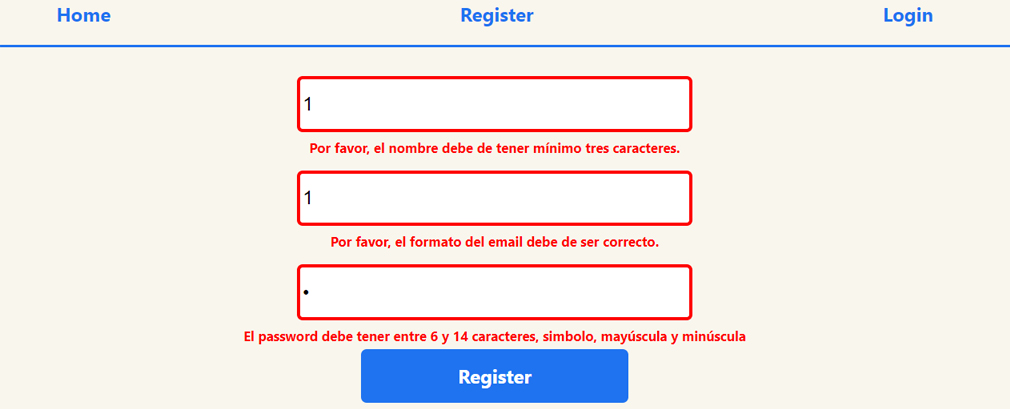 Home Register Login
1
Por favor, el nombre debe de tener mínimo tres caracteres.
1
Por favor, el formato del email debe de ser correcto.
•
El password debe tener entre 6 y 14 caracteres, simbolo, mayúscula y minúscula
Register